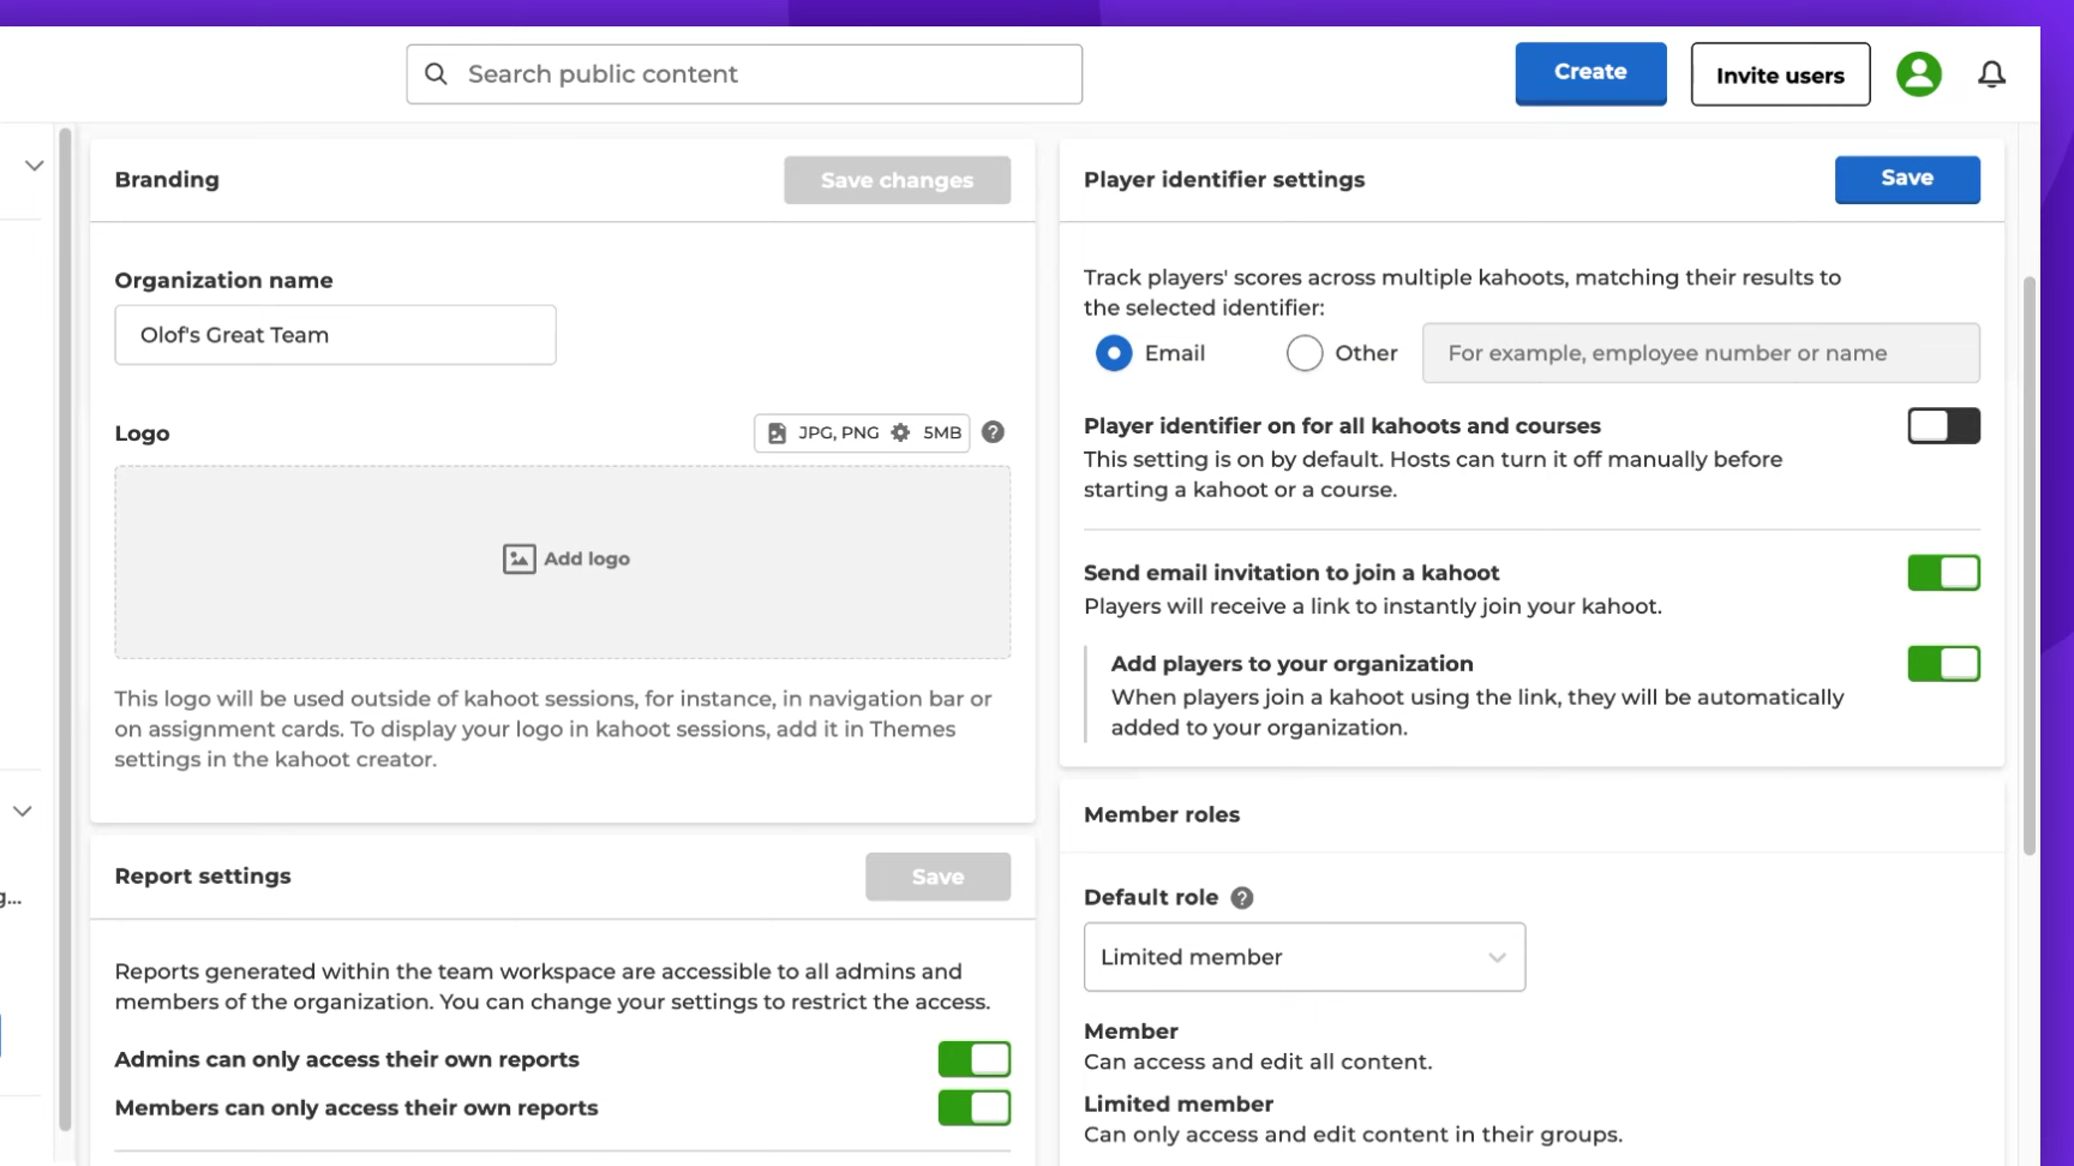 Search public content
Create
Invite users
Branding
Save changes
Organization name
Olof's Great Team
Logo
JPG, PNG
5MB
Add logo
This logo will be used outside of kahoot sessions, for instance, in navigation bar or
on assignment cards. To display your logo in kahoot sessions, add it in Themes
settings in the kahoot creator.
Report settings
Save
Reports generated within the team workspace are accessible to all admins and
members of the organization. You can change your settings to restrict the access.
Admins can only access their own reports
Members can only access their own reports
Player identifier settings
Save
Track players' scores across multiple kahoots, matching their results to
the selected identifier:
Email
Other
For example, employee number or name
Player identifier on for all kahoots and courses
This setting is on by default. Hosts can turn it off manually before
starting a kahoot or a course.
Send email invitation to join a kahoot
Players will receive a link to instantly join your kahoot.
Add players to your organization
When players join a kahoot using the link, they will be automatically
added to your organization.
Member roles
Default role
Limited member
Member
Can access and edit all content.
Limited member
Can only access and edit content in their groups.